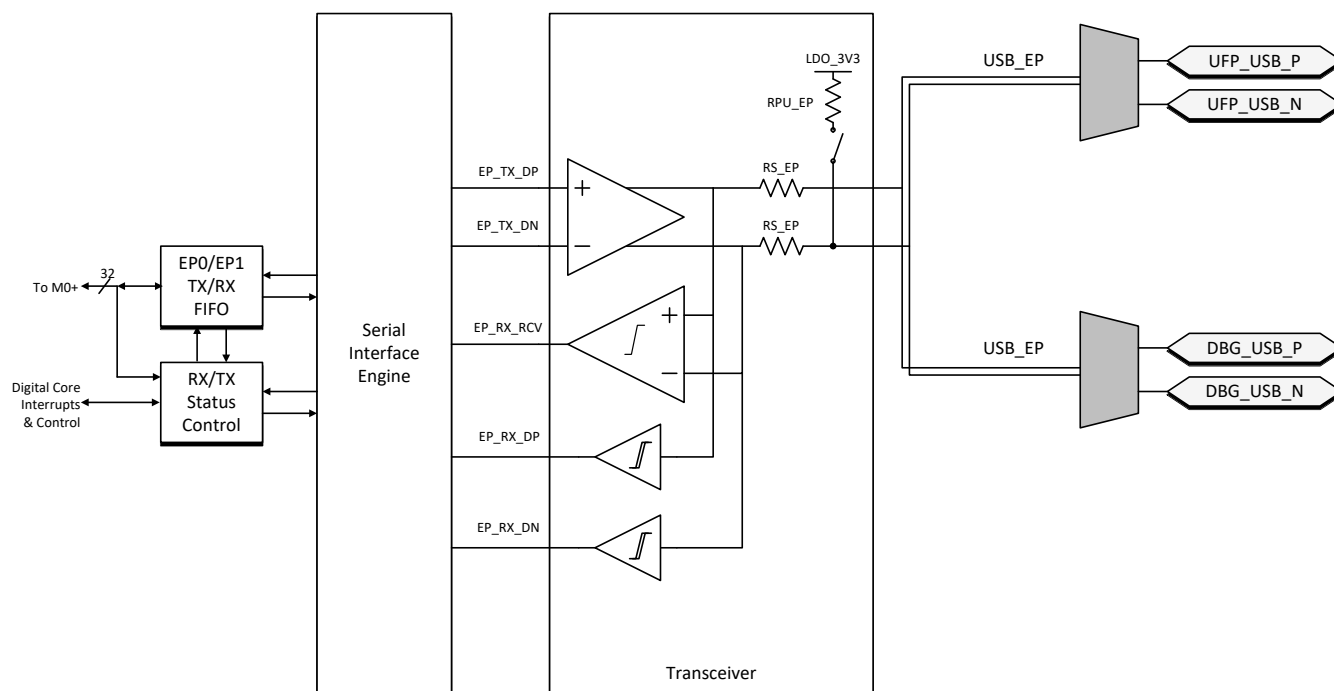 LDO_3V3
RPU_EP
USB_EP
UFP_USB_P
UFP_USB_N
EP_TX_DP
+
RS_EP
EP_TX_DN
−
RS_EP
32
To M0+
EP0/EP1
TX/RX
FIFO
Serial
Interface
Engine
EP_RX_RCV
+
−
USB_EP
DBG_USB_P
DBG_USB_N
Digital Core
Interrupts
& Control
RX/TX
Status
Control
EP_RX_DP
EP_RX_DN
Transceiver